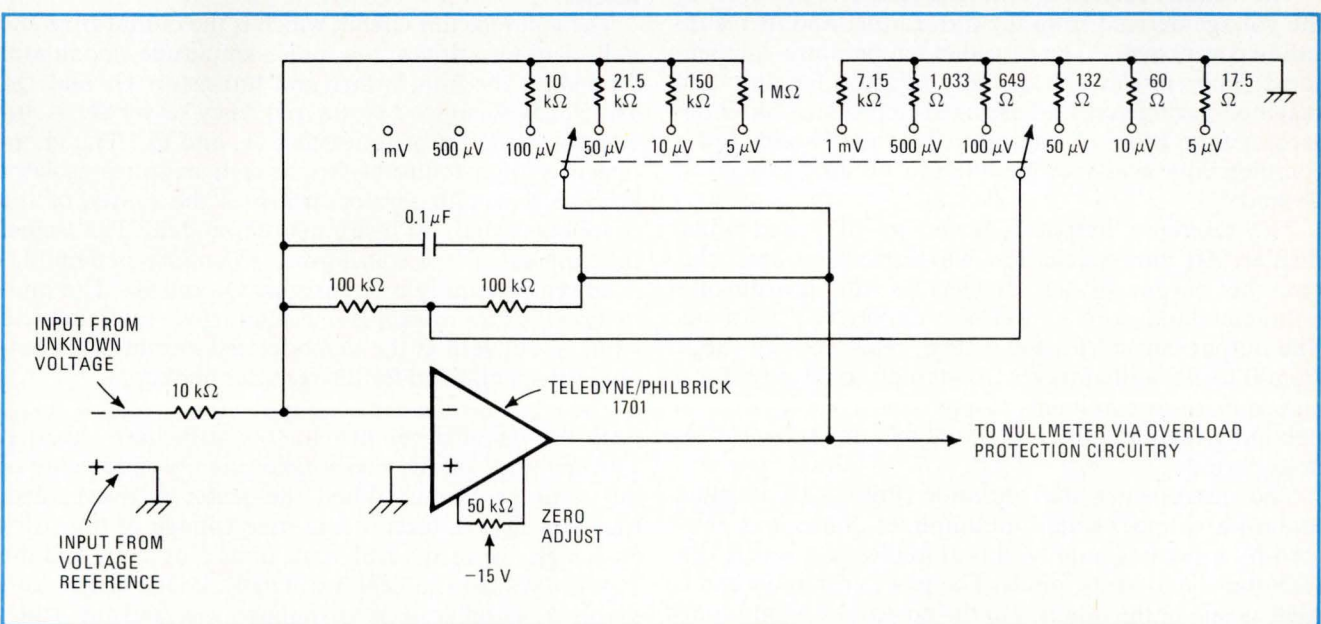 10 kΩ
21.5 kΩ
150 kΩ
1 MΩ
7.15 kΩ
1,033 Ω
649 Ω
132 Ω
60 Ω
17.5 Ω
1 mV
500 µV
100 µV
50 µV
10 µV
5 µV
1 mV
500 µV
100 µV
50 µV
10 µV
5 µV
0.1 µF
100 kΩ
100 kΩ
INPUT FROM
UNKNOWN
VOLTAGE
10 kΩ
−
+
−
+
TELEDYNE/PHILBRICK
1701
TO NULLMETER VIA OVERLOAD
PROTECTION CIRCUITRY
50 kΩ
ZERO
ADJUST
−15 V
INPUT FROM
VOLTAGE
REFERENCE